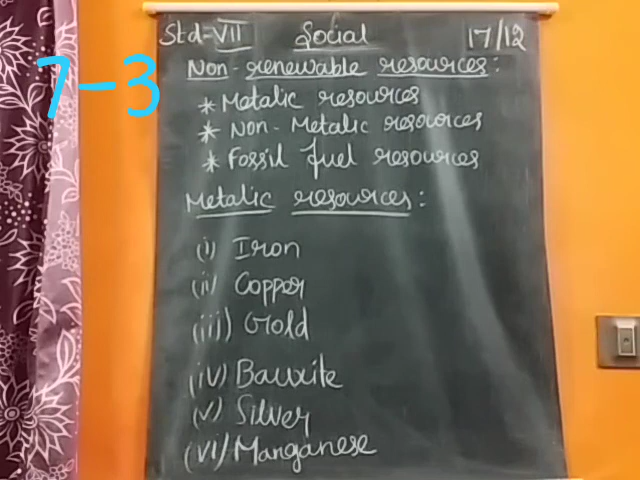 Std-VII Social 17/12
7-3
Non-renewable resources:
* Metalic resources
* Non-Metalic resources
* Fossil fuel resources
Metalic resources:
(i) Iron
(ii) Copper
(iii) Gold
(iv) Bauxite
(v) Silver
(vi) Manganese